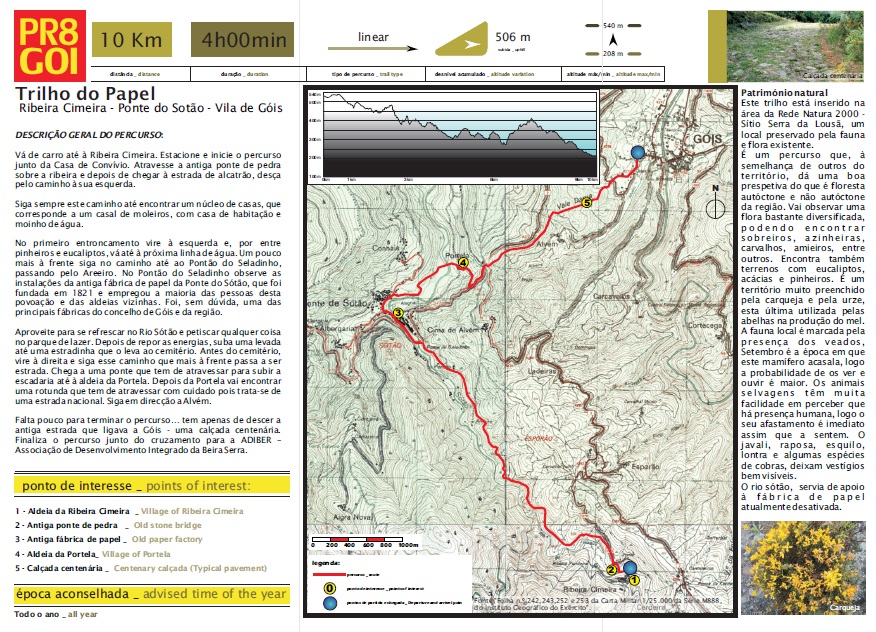 PR8
GOI
10 Km
4h00min
linear
506 m
subida _ uphill
540 m
208 m
distância _ distance
duração _ duration
tipo de percurso _ trail type
desnível acumulado _ altitude variation
altitude máx/mín _ altitude max/min
Calçada centenária
Trilho do Papel
Ribeira Cimeira - Ponte do Sotão - Vila de Góis
DESCRIÇÃO GERAL DO PERCURSO:
Vá de carro até à Ribeira Cimeira. Estacione e inicie o percurso
junto da Casa de Convívio. Atravesse a antiga ponte de pedra
sobre a ribeira e depois de chegar à estrada de alcatrão, desça
pelo caminho à sua esquerda.
Siga sempre este caminho até encontrar um núcleo de casas, que
corresponde a um casal de moleiros, com casa de habitação e
moinho de água.
No primeiro entroncamento vire à esquerda e, por entre
pinheiros e eucaliptos, vá até à próxima linha de água. Um pouco
mais à frente siga no caminho até ao Pontão do Seladinho,
passando pelo Areeiro. No Pontão do Seladinho observe as
instalações da antiga fábrica de papel da Ponte do Sótão, que foi
fundada em 1821 e empregou a maioria das pessoas desta
povoação e das aldeias vizinhas. Foi, sem dúvida, uma das
principais fábricas do concelho de Góis e da região.
Aproveite para se refrescar no Rio Sótão e petiscar qualquer coisa
no parque de lazer. Depois de repor as energias, suba uma levada
até uma estradinha que o leva ao cemitério. Antes do cemitério,
vire à direita e siga esse caminho que mais à frente passa a ser
estrada. Chega a uma ponte que tem de atravessar para subir a
escadaria até à aldeia da Portela. Depois da Portela vai encontrar
uma rotunda que tem de atravessar com cuidado pois trata-se de
uma estrada nacional. Siga em direcção a Alvém.
Falta pouco para terminar o percurso... tem apenas de descer a
antiga estrada que ligava a Góis - uma calçada centenária.
Finaliza o percurso junto do cruzamento para a ADIBER –
Associação de Desenvolvimento Integrado da Beira Serra.
ponto de interesse _ points of interest:
1 - Aldeia da Ribeira Cimeira _ Village of Ribeira Cimeira
2 - Antiga ponte de pedra _ Old stone bridge
3 - Antiga fábrica de papel _ Old paper factory
4 - Aldeia da Portela_ Village of Portela
5 - Calçada centenária _ Centenary calçada (Typical pavement)
época aconselhada _ advised time of the year
Todo o ano _ all year
GÓIS
N
Vale
5
Alvém
Portela
4
Connais
Ponte de Sotão
3
SOTÃO
Cima de Alvém
Carcavelos
Cortecega
Ladeiras
ESPORÃO
Esporão
Aigra Nova
2
1
Ribeira Cimeira
0 200 400 600 800 1000m
legenda:
percurso _ route
pontos de interesse _ points of interest
pontos de partida e chegada _ Departure and arrival point
Fonte: Folha n.º 242,243,252 e 253 da Carta Militar 1/25 000 da Série M888,
do Instituto Geográfico do Exército".
Património natural
Este trilho está inserido na
área da Rede Natura 2000 -
Sítio Serra da Lousã, um
local preservado pela fauna
e flora existente.
É um percurso que, à
semelhança de outros do
território, dá uma boa
prespetiva do que é floresta
autóctone e não autóctone
da região. Vai observar uma
flora bastante diversificada,
podendo encontrar
sobreiros, azinheiras,
carvalhos, amieiros, entre
outros. Encontra também
terrenos com eucaliptos,
acácias e pinheiros. É um
território muito preenchido
pela carqueja e pela urze,
esta última utilizada pelas
abelhas na produção do mel.
A fauna local é marcada pela
presença dos veados,
Setembro é a época em que
este mamífero acasala, logo
a probabilidade de os ver e
ouvir é maior. Os animais
selvagens têm muita
facilidade em perceber que
há presença humana, logo o
seu afastamento é imediato
assim que a sentem. O
javali, raposa, esquilo,
lontra e algumas espécies
de cobras, deixam vestígios
bem visíveis.
O rio sótão, servia de apoio
à fábrica de papel
atualmente desativada.
Carqueja